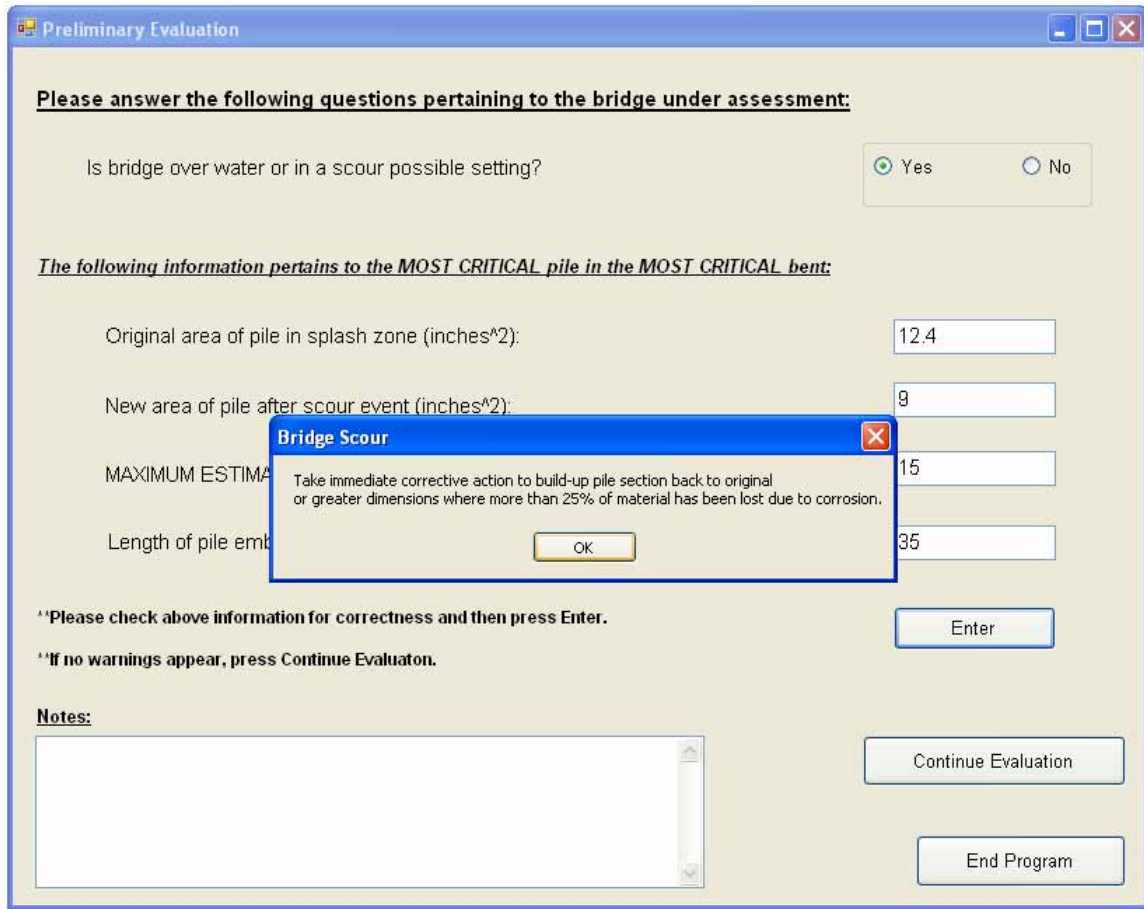 Preliminary Evaluation
Please answer the following questions pertaining to the bridge under assessment:
Is bridge over water or in a scour possible setting?
Yes
No
The following information pertains to the MOST CRITICAL pile in the MOST CRITICAL bent:
Original area of pile in splash zone (inches^2):
12.4
New area of pile after scour event (inches^2):
9
Bridge Scour
MAXIMUM
15
Take immediate corrective action to build-up pile section back to original
or greater dimensions where more than 25% of material has been lost due to corrosion.
OK
Length of pile
35
**Please check above information for correctness and then press Enter.
Enter
**If no warnings appear, press Continue Evaluaton.
Notes:
Continue Evaluation
End Program